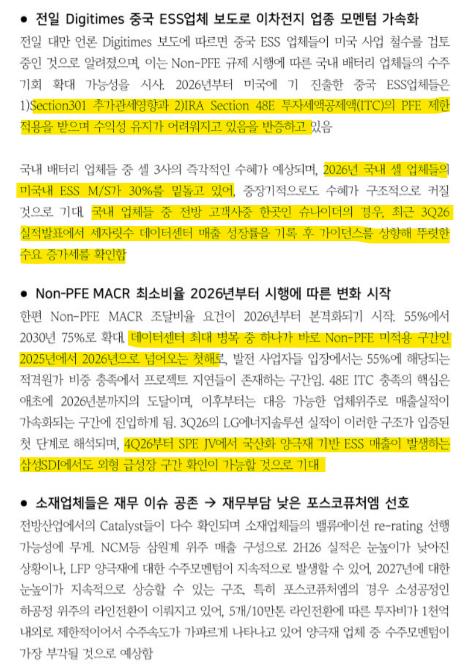 ● 전일 Digitimes 중국 ESS업체 보도로 이차전지 업종 모멘텀 가속화
전일 대만 언론 Digitimes 보도에 따르면 중국 ESS 업체들이 미국 사업 철수를 검토
중인 것으로 알려졌으며, 이는 Non-PFE 규제 시행에 따른 국내 배터리 업체들의 수주
기회 확대 가능성을 시사. 2026년부터 미국에 기 진출한 중국 ESS업체들은
1)Section301 추가관세영향과 2)IRA Section 48E 투자세액공제액(ITC)의 PFE 제한
적용을 받으며 수익성 유지가 어려워지고 있음을 반증하고 있음
국내 배터리 업체들 중 셀 3사의 즉각적인 수혜가 예상되며, 2026년 국내 셀 업체들의
미국내 ESS M/S가 30%를 밑돌고 있어, 중장기적으로도 수혜가 구조적으로 커질
것으로 기대. 국내 업체들 중 전방 고객사중 한곳인 슈나이더의 경우, 최근 3Q26
실적발표에서 세자릿수 데이터센터 매출 성장률을 기록 후 가이던스를 상향해 뚜렷한
수요 증가세를 확인함
● Non-PFE MACR 최소비율 2026년부터 시행에 따른 변화 시작
한편 Non-PFE MACR 조달비율 요건이 2026년부터 본격화되기 시작. 55%에서
2030년 75%로 확대. 데이터센터 최대 병목 중 하나가 바로 Non-PFE 미적용 구간인
2025년에서 2026년으로 넘어오는 첫해로, 발전 사업자들 입장에서는 55%에 해당되는
적격원가 비중 충족에서 프로젝트 지연들이 존재하는 구간임. 48E ITC 충족의 핵심은
애초에 2026년분까지의 도달이며, 이후부터는 대응 가능한 업체위주로 매출실적이
가속화되는 구간에 진입하게 됨. 3Q26의 LG에너지솔루션 실적이 이러한 구조가 입증된
첫 단계로 해석되며, 4Q26부터 SPE JV에서 국산화 양극재 기반 ESS 매출이 발생하는
삼성SDI에서도 외형 급성장 구간 확인이 가능할 것으로 기대
● 소재업체들은 재무 이슈 공존 → 재무부담 낮은 포스코퓨처엠 선호
전방산업에서의 Catalyst들이 다수 확인되며 소재업체들의 밸류에이션 re-rating 선행
가능성에 무게. NCM등 삼원계 위주 매출 구성으로 2H26 실적은 눈높이가 낮아진
상황이나, LFP 양극재에 대한 수주모멘텀이 지속적으로 발생할 수 있어, 2027년에 대한
눈높이가 지속적으로 상승할 수 있는 구조. 특히 포스코퓨처엠의 경우 소성공정인
하공정 위주의 라인전환이 이뤄지고 있어, 5개/10만톤 라인전환에 따른 투자비가 1천억
내외로 제한적이어서 수주속도가 가파르게 나타나고 있어 양극재 업체 중 수주모멘텀이
가장 부각될 것으로 예상함